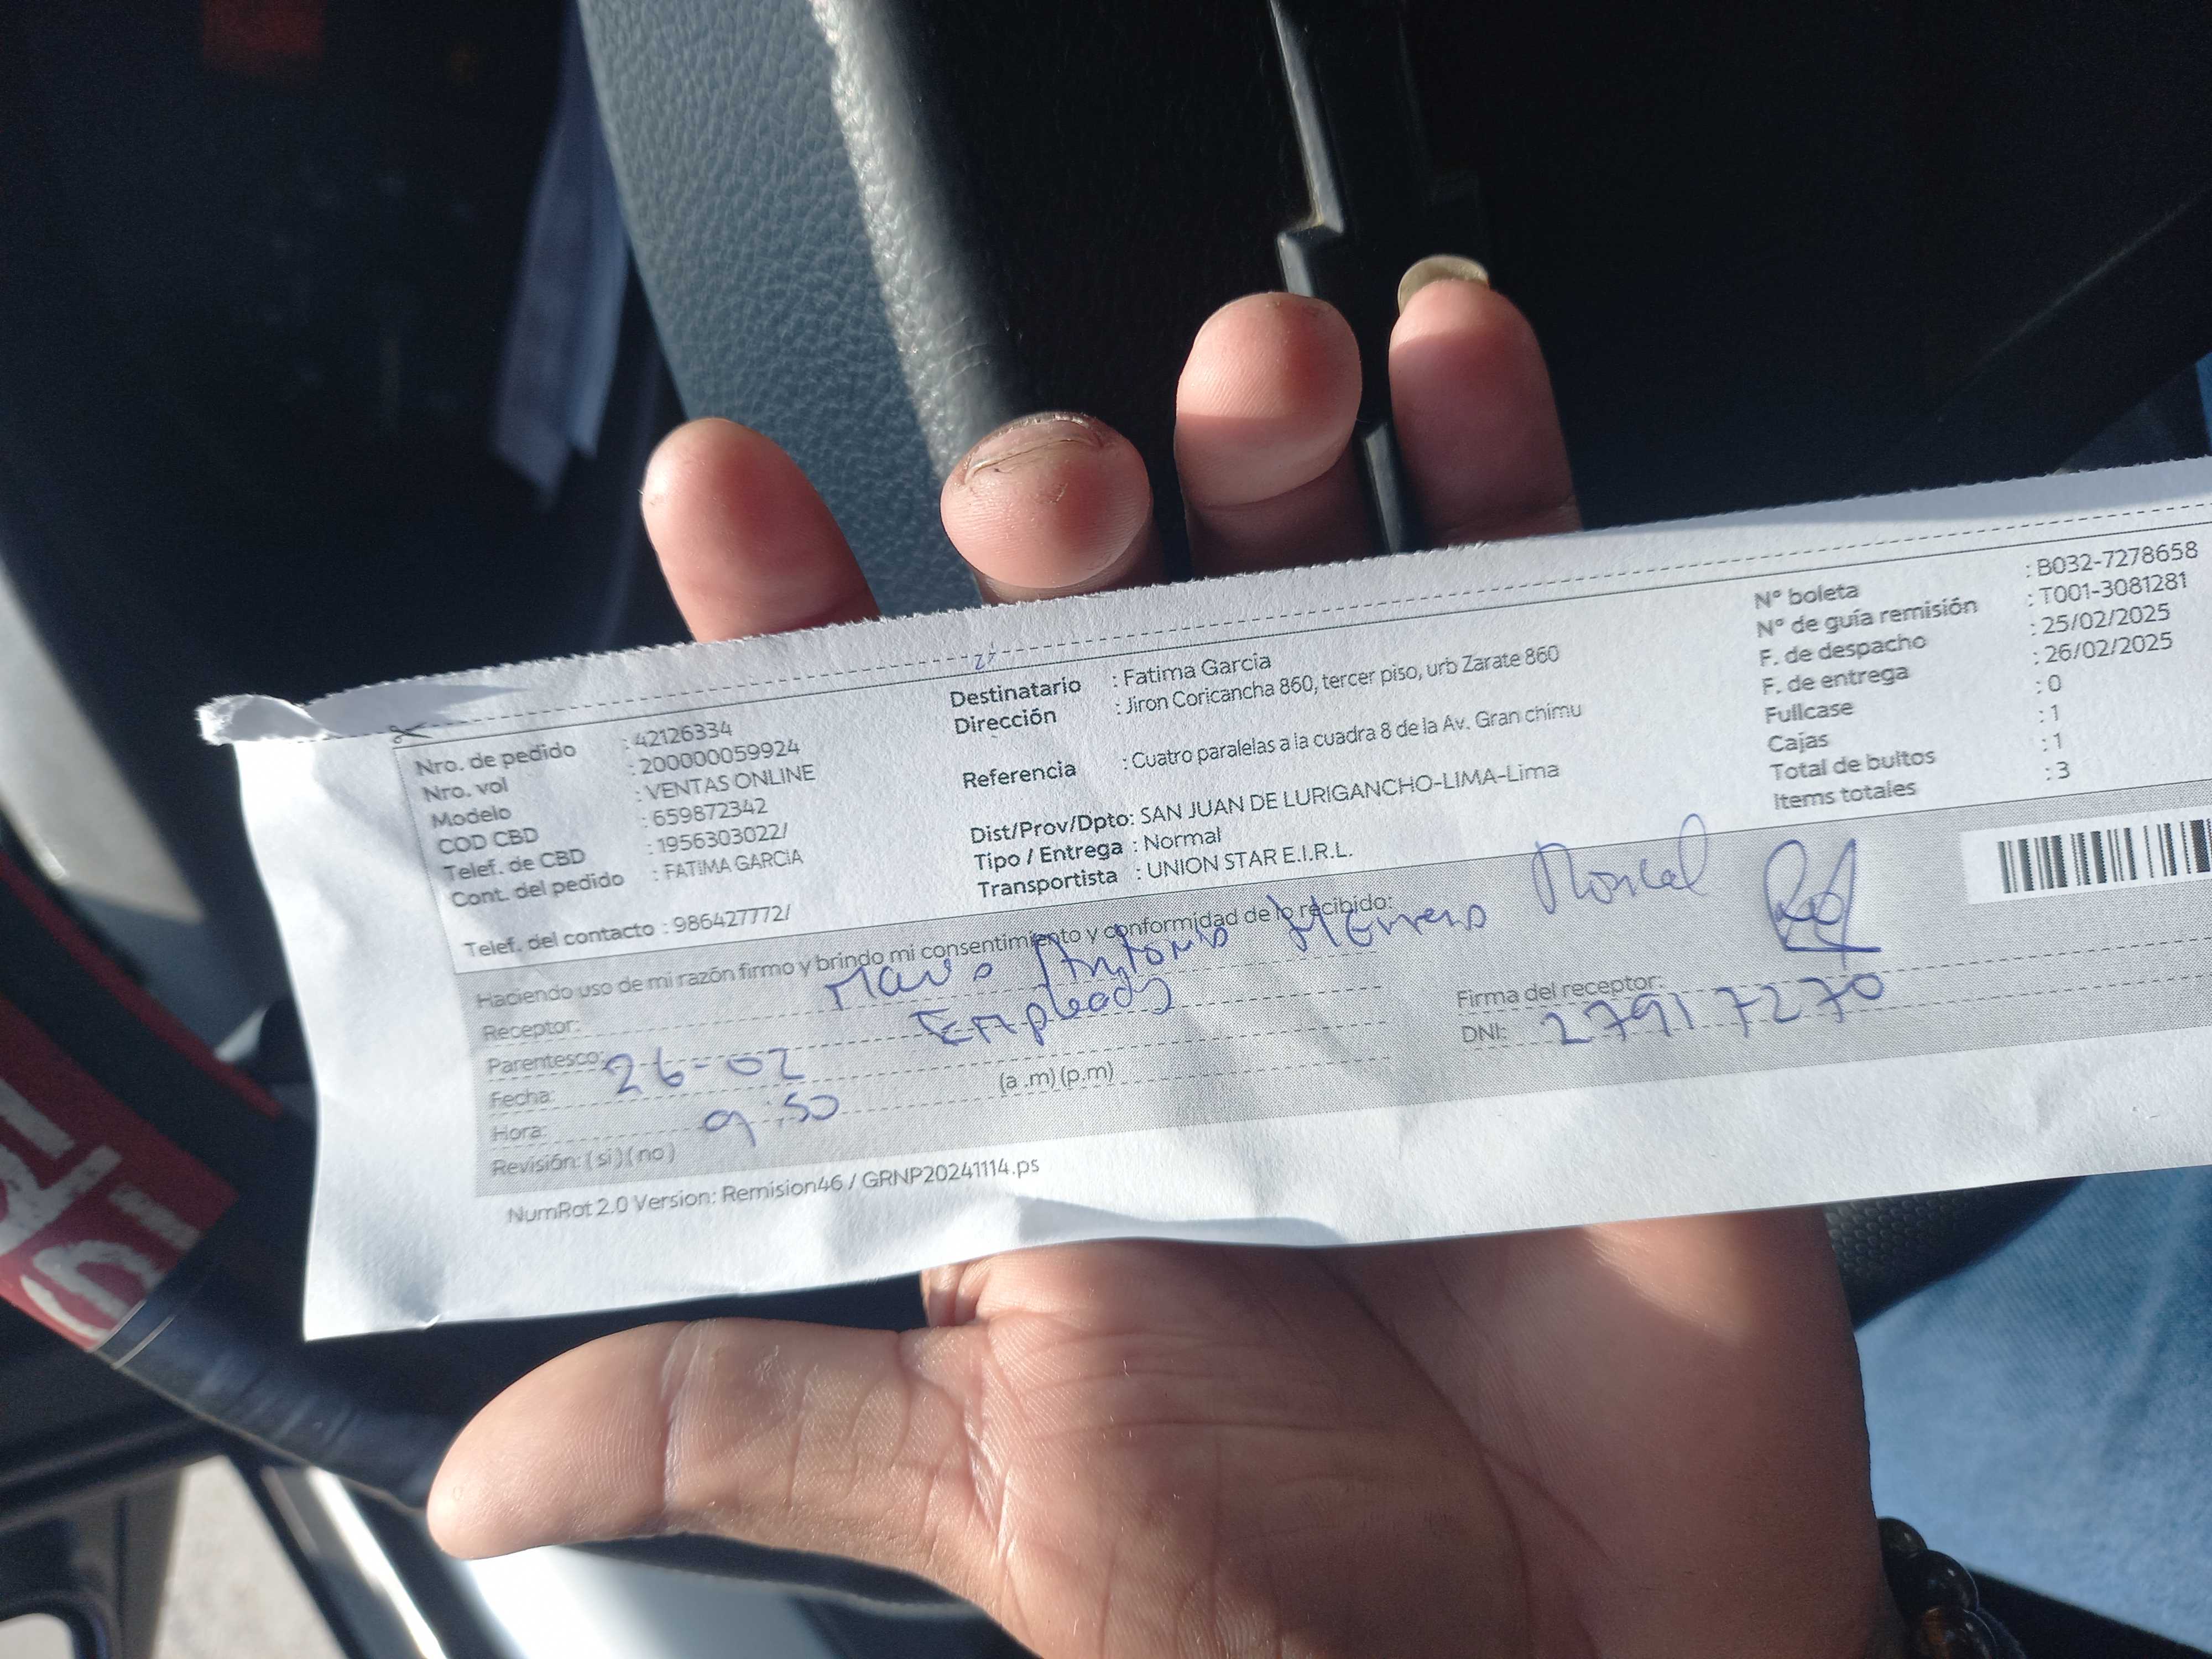 Nro. de pedido : 42126334
Nro. vol : 200000059924
Modelo : VENTAS ONLINE
COD CBD : 659872342
Telef. de CBD : 1956303022/
Cont. del pedido : FATIMA GARCIA
Telef. del contacto : 986427772/
Destinatario : Fatima Garcia
Dirección : Jiron Coricancha 860, tercer piso, urb Zarate 860
Referencia : Cuatro paralelas a la cuadra 8 de la Av. Gran chimu
Dist/Prov/Dpto: SAN JUAN DE LURIGANCHO-LIMA-Lima
Tipo / Entrega : Normal
Transportista : UNION STAR E.I.R.L.
N° boleta : B032-7278658
N° de guía remisión : T001-3081281
F. de despacho : 25/02/2025
F. de entrega : 26/02/2025
Fullcase : 0
Cajas : 1
Total de bultos : 1
Items totales : 3
Haciendo uso de mi razón firmo y brindo mi consentimiento y conformidad de lo recibido:
Receptor: Antonio
Parentesco: Empleado
Fecha: 26-02
Hora: 9:50 (a .m) (p.m)
Revisión: ( si ) ( no )
Firma del receptor:
DNI: 27917270
NumRot 2.0 Version: Remision46 / GRNP20241114.ps